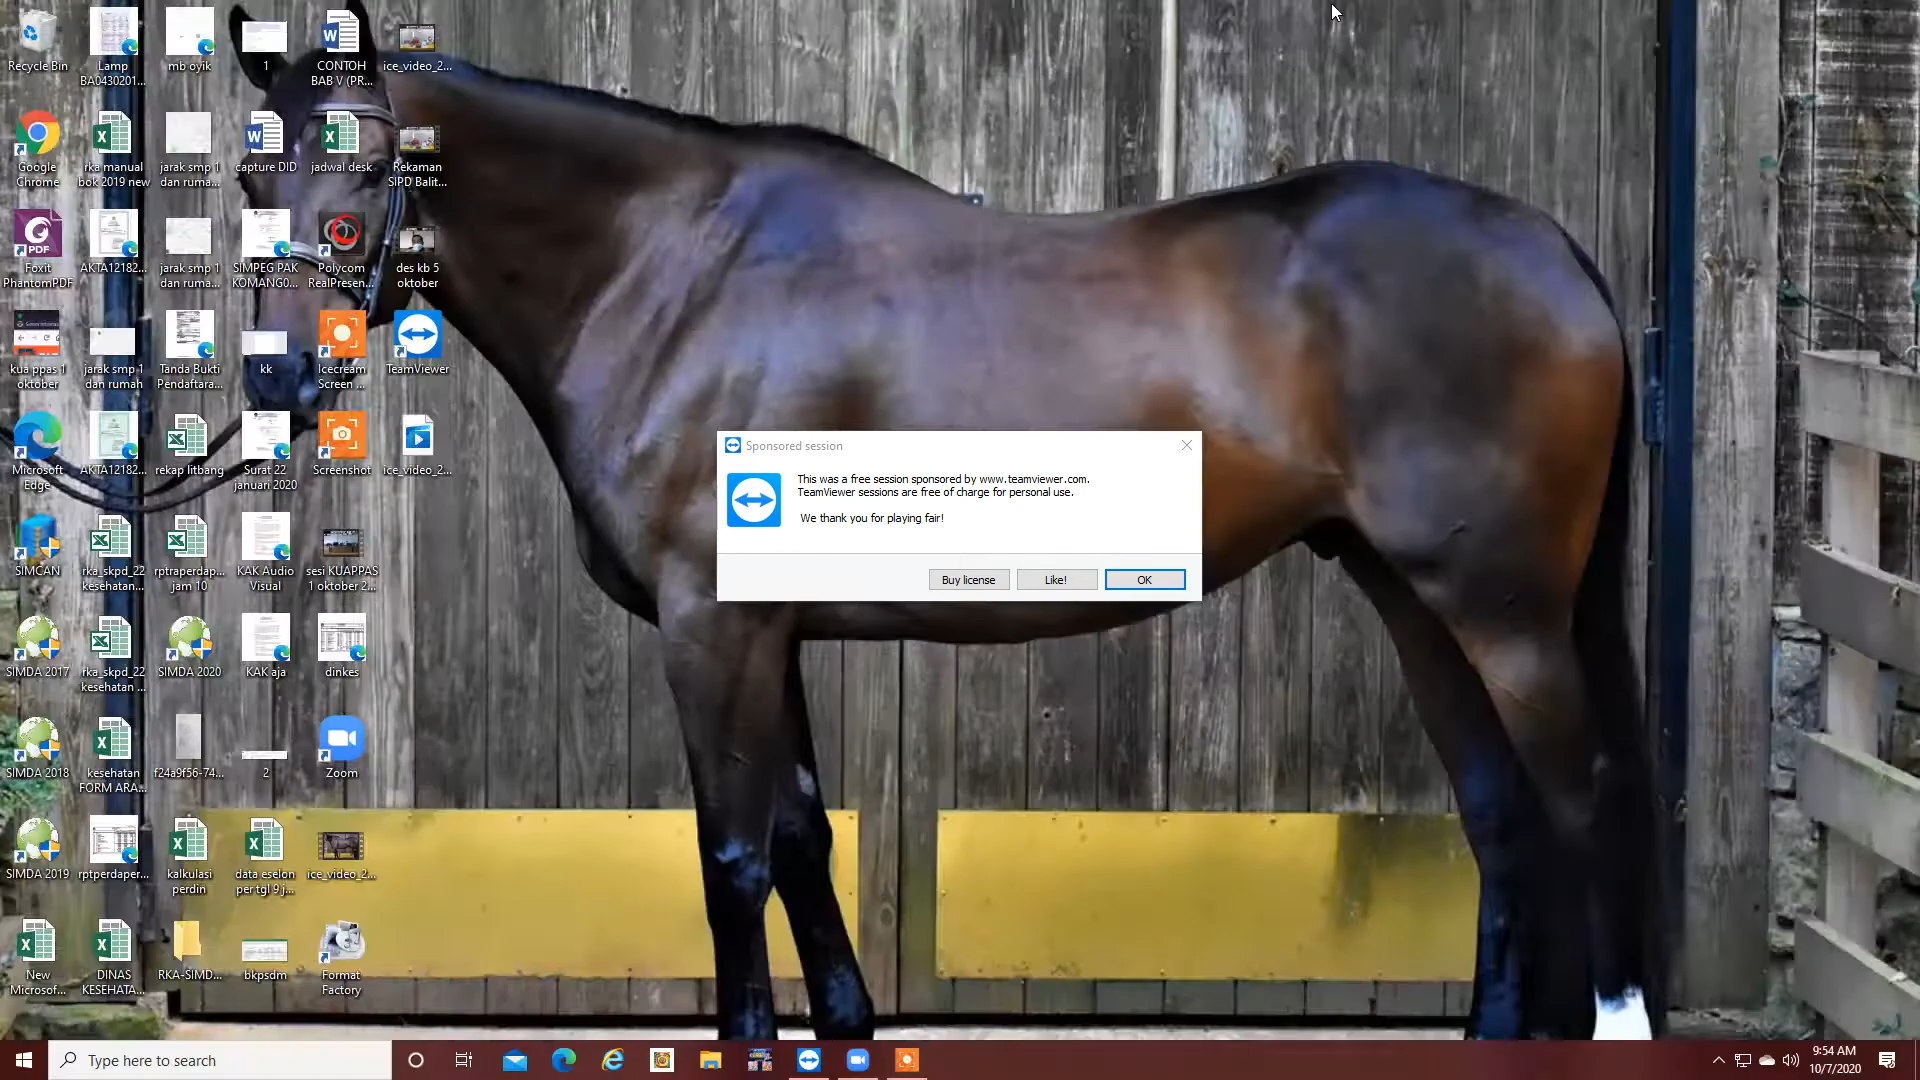 Recycle Bin
Lamp
BA0430201...
mb oyik
1
CONTOH
BAB V (PR...
ice_video_2...
Google
Chrome
rka manual
bok 2019 new
jarak smp 1
dan ruma...
capture DID
jadwal desk
Rekaman
SIPD Balit...
Foxit
PhantomPDF
AKTA12182...
jarak smp 1
dan ruma...
SIMPEG PAK
KOMANG0...
Polycom
RealPresen...
des kb 5
oktober
kua ppas 1
oktober
jarak smp 1
dan rumah
Tanda Bukti
Pendaftara...
kk
Icecream
Screen ...
TeamViewer
Microsoft
Edge
AKTA12182...
rekap litbang
Surat 22
januari 2020
Screenshot
ice_video_2...
SIMCAN
rka_skpd_22
kesehatan...
rptraperdap...
jam 10
KAK Audio
Visual
sesi KUAPPAS
1 oktober 2...
SIMDA 2017
rka_skpd_22
kesehatan ...
SIMDA 2020
KAK aja
dinkes
SIMDA 2018
kesehatan
FORM ARA...
f24a9f56-74...
2
Zoom
SIMDA 2019
rptperdaper...
kalkulasi
perdin
data eselon
per tgl 9 j...
ice_video_2...
New
Microsof...
DINAS
KESEHATA...
RKA-SIMD...
bkpsdm
Format
Factory
Sponsored session
This was a free session sponsored by www.teamviewer.com.
TeamViewer sessions are free of charge for personal use.
We thank you for playing fair!
Buy license
Like!
OK
Type here to search
9:54 AM
10/7/2020